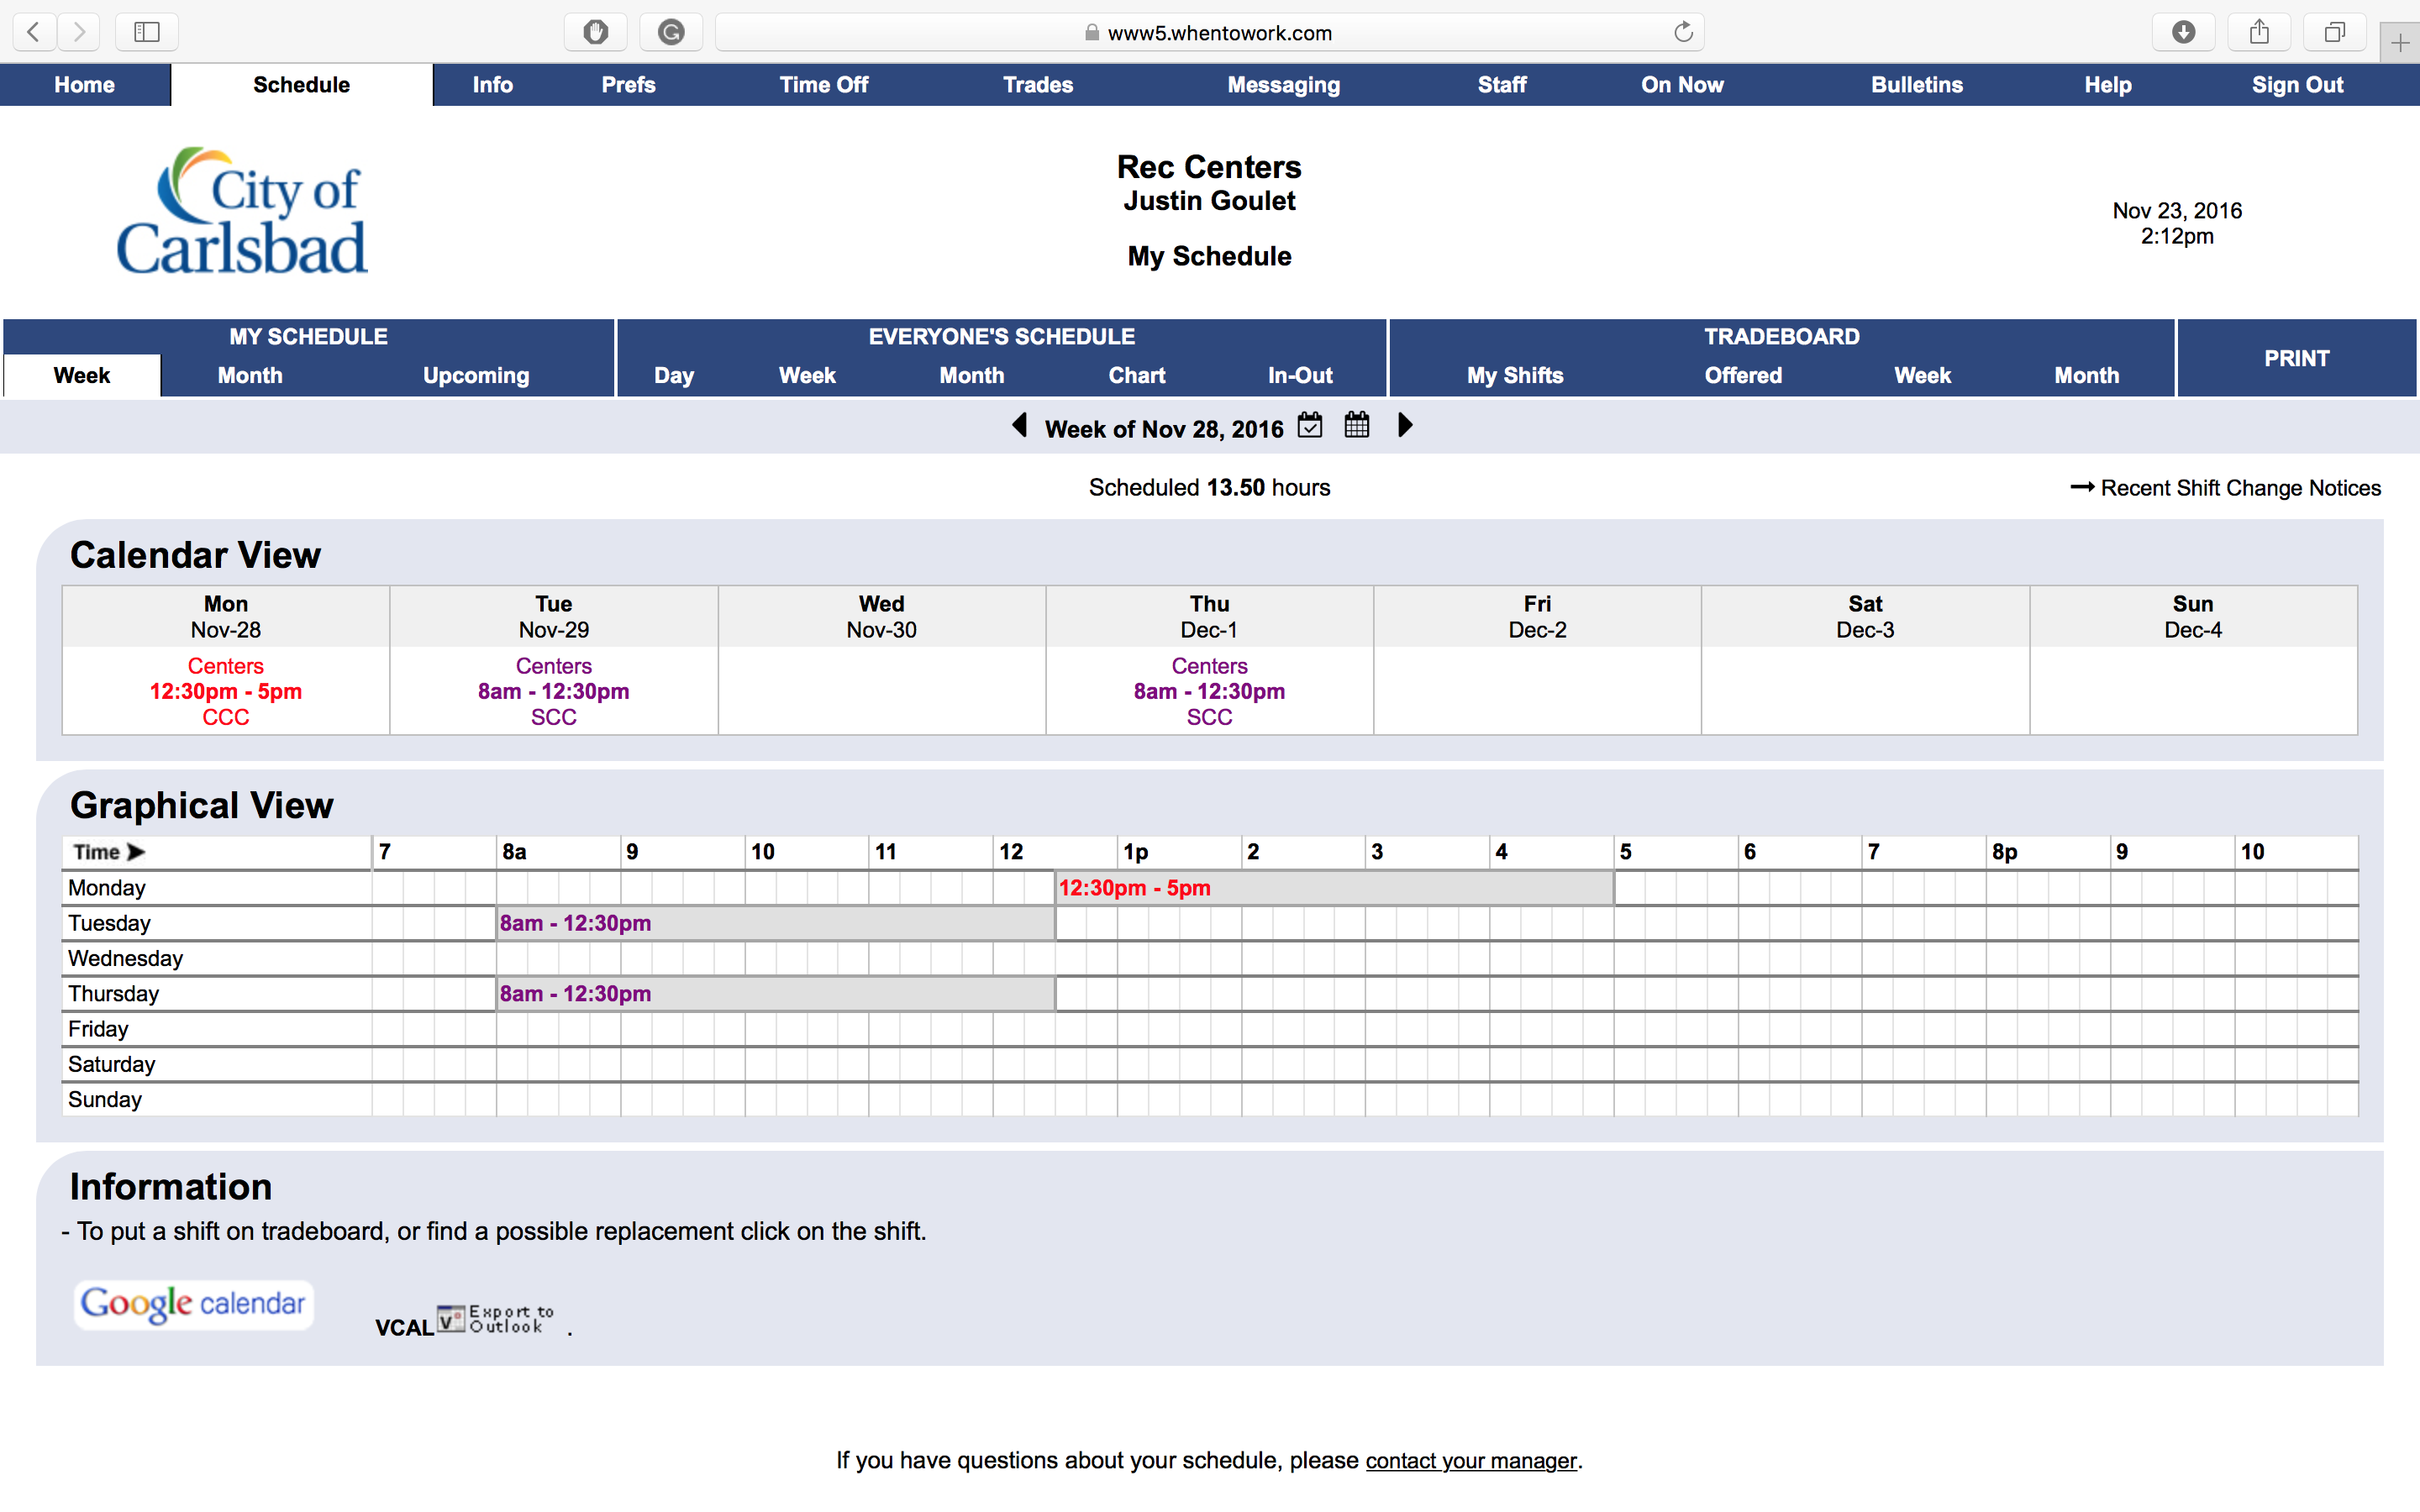 www5.whentowork.com
Home Schedule Info Prefs Time Off Trades Messaging Staff On Now Bulletins Help Sign Out
City of
Carlsbad
Rec Centers
Justin Goulet
My Schedule
Nov 23, 2016
2:12pm
MY SCHEDULE EVERYONE'S SCHEDULE TRADEBOARD PRINT
Week Month Upcoming Day Week Month Chart In-Out My Shifts Offered Week Month
Week of Nov 28, 2016
Scheduled 13.50 hours
Recent Shift Change Notices
Calendar View
Mon Tue Wed Thu Fri Sat Sun
Nov-28 Nov-29 Nov-30 Dec-1 Dec-2 Dec-3 Dec-4
Centers Centers Centers
12:30pm - 5pm 8am - 12:30pm 8am - 12:30pm
CCC SCC SCC
Graphical View
Time 7 8a 9 10 11 12 1p 2 3 4 5 6 7 8p 9 10
Monday 12:30pm - 5pm
Tuesday 8am - 12:30pm
Wednesday
Thursday 8am - 12:30pm
Friday
Saturday
Sunday
Information
- To put a shift on tradeboard, or find a possible replacement click on the shift.
Google calendar
VCAL V Export to
Outlook .
If you have questions about your schedule, please contact your manager.